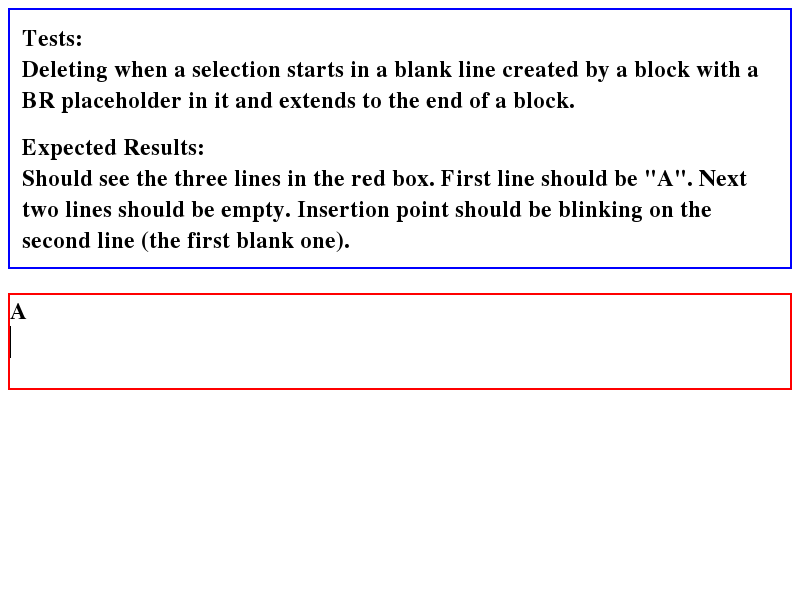 Tests:
Deleting when a selection starts in a blank line created by a block with a
BR placeholder in it and extends to the end of a block.
Expected Results:
Should see the three lines in the red box. First line should be "A". Next
two lines should be empty. Insertion point should be blinking on the
second line (the first blank one).
A